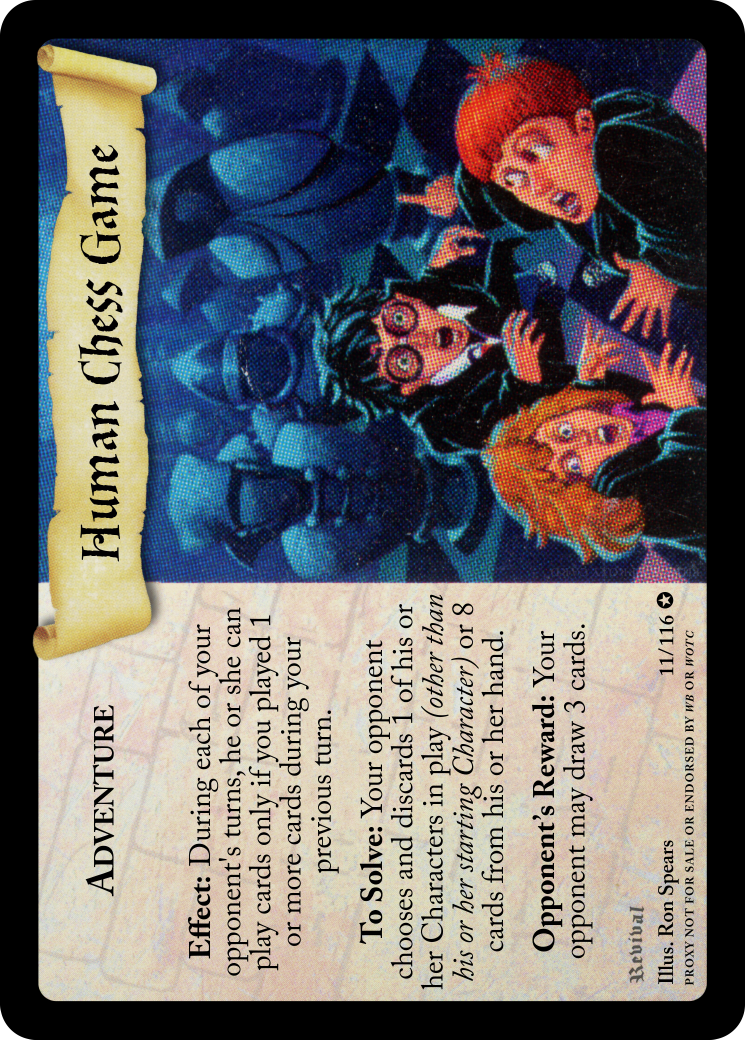 Human Chess Game
ADVENTURE
Effect: During each of your
opponent's turns, he or she can
play cards only if you played 1
or more cards during your
previous turn.
To Solve: Your opponent
chooses and discards 1 of his or
her Characters in play (other than
his or her starting Character) or 8
cards from his or her hand.
Opponent’s Reward: Your
opponent may draw 3 cards.
Revival
Illus. Ron Spears 11/116
PROXY NOT FOR SALE OR ENDORSED BY WB OR WOTC